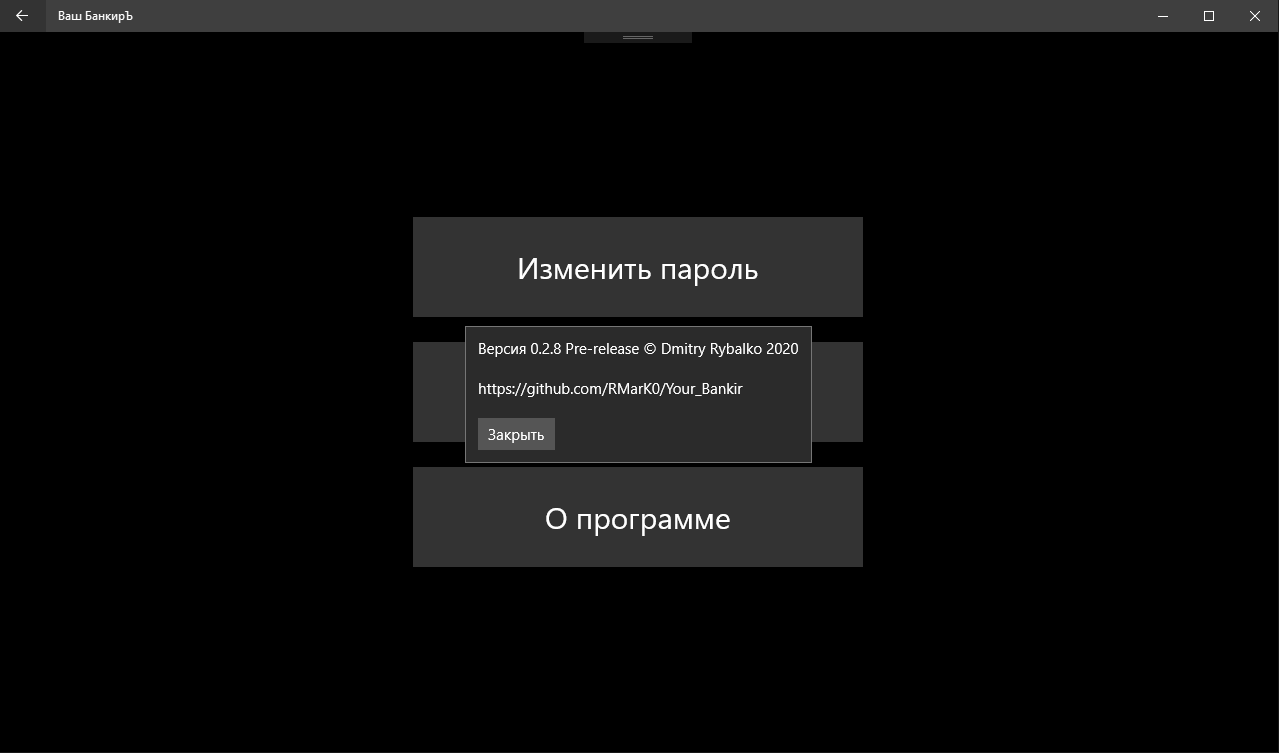 Ваш БанкирЪ
Изменить пароль
Версия 0.2.8 Pre-release © Dmitry Rybalko 2020
https://github.com/RMarK0/Your_Bankir
Закрыть
О программе